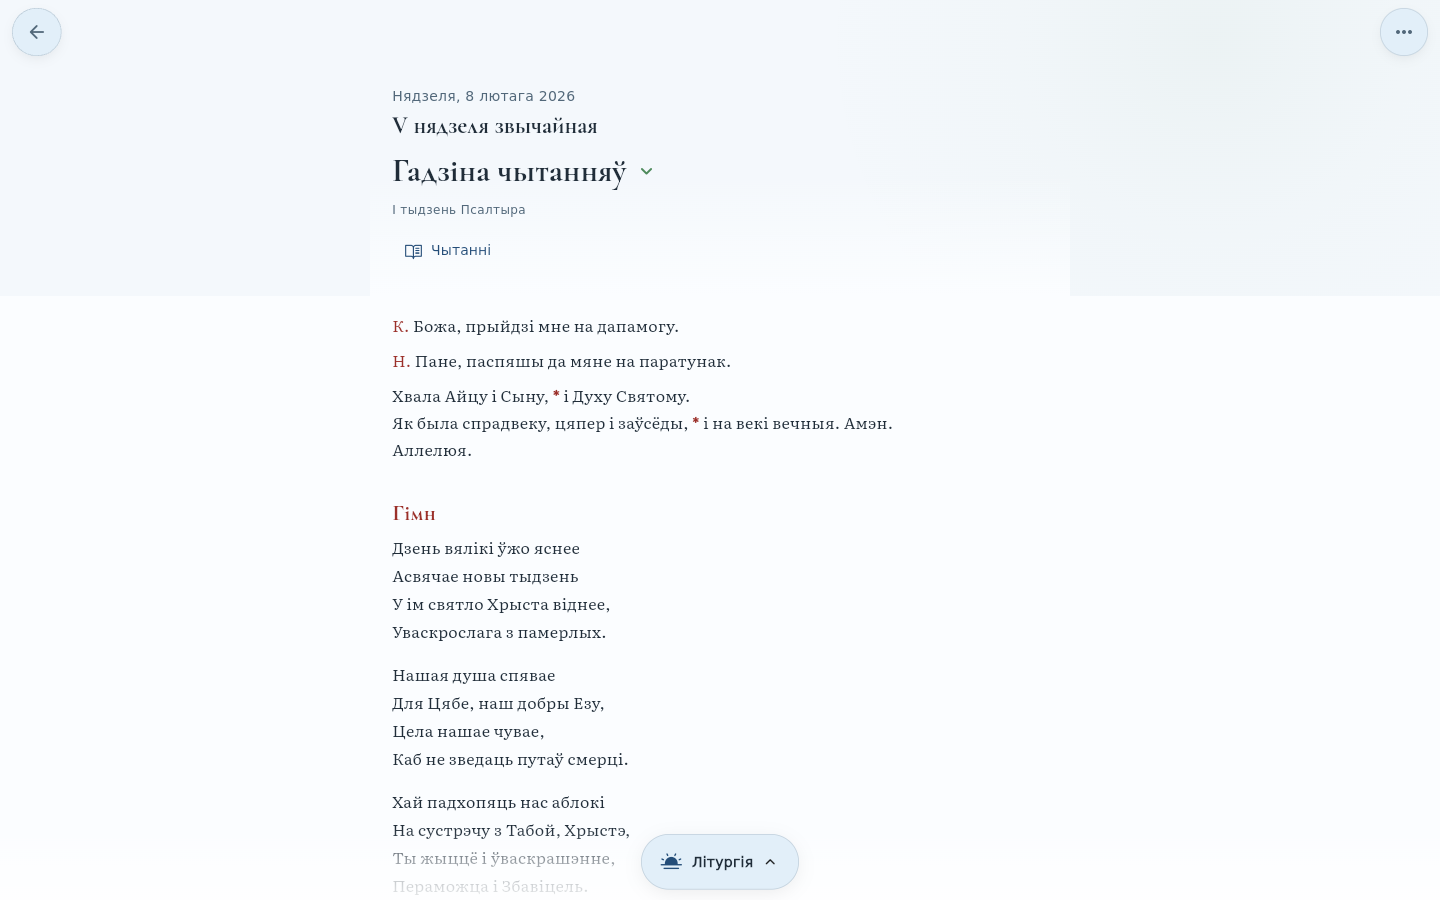 Нядзеля, 8 лютага 2026
V нядзеля звычайная
Гадзіна чытанняў
I тыдзень Псалтыра
Чытанні
К. Божа, прыйдзі мне на дапамогу.
Н. Пане, паспяшы да мяне на паратунак.
Хвала Айцу і Сыну, * і Духу Святому.
Як была спрадвеку, цяпер і заўсёды, * і на векі вечныя. Амэн.
Аллелюя.
Гімн
Дзень вялікі ўжо яснее
Асвячае новы тыдзень
У ім святло Хрыста віднее,
Уваскрослага з памерлых.
Нашая душа спявае
Для Цябе, наш добры Езу,
Цела нашае чувае,
Каб не зведаць путаў смерці.
Хай падхопяць нас аблокі
На сустрэчу з Табой, Хрыстэ,
Ты жыццё і ўваскрашэнне,
Пераможца і Збавіцель.
Літургія